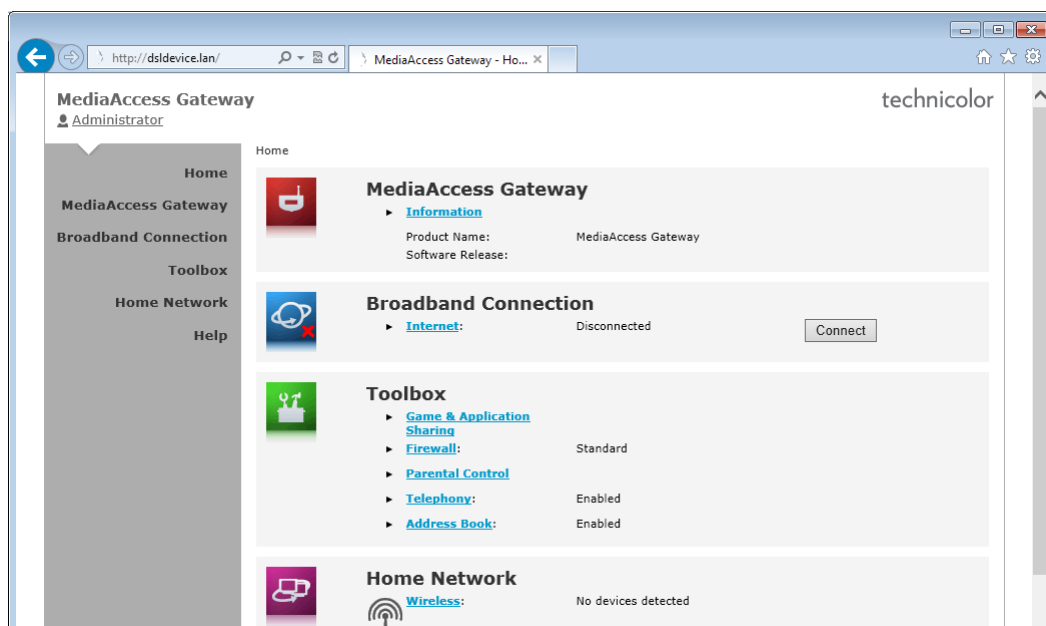 http://dsldevice.lan/
MediaAccess Gateway - Ho...
MediaAccess Gateway
technicolor
Administrator
Home
MediaAccess Gateway
Broadband Connection
Toolbox
Home Network
Help
Home
MediaAccess Gateway
Information
Product Name: MediaAccess Gateway
Software Release:
Broadband Connection
Internet: Disconnected Connect
Toolbox
Game & Application
Sharing
Firewall: Standard
Parental Control
Telephony: Enabled
Address Book: Enabled
Home Network
Wireless: No devices detected